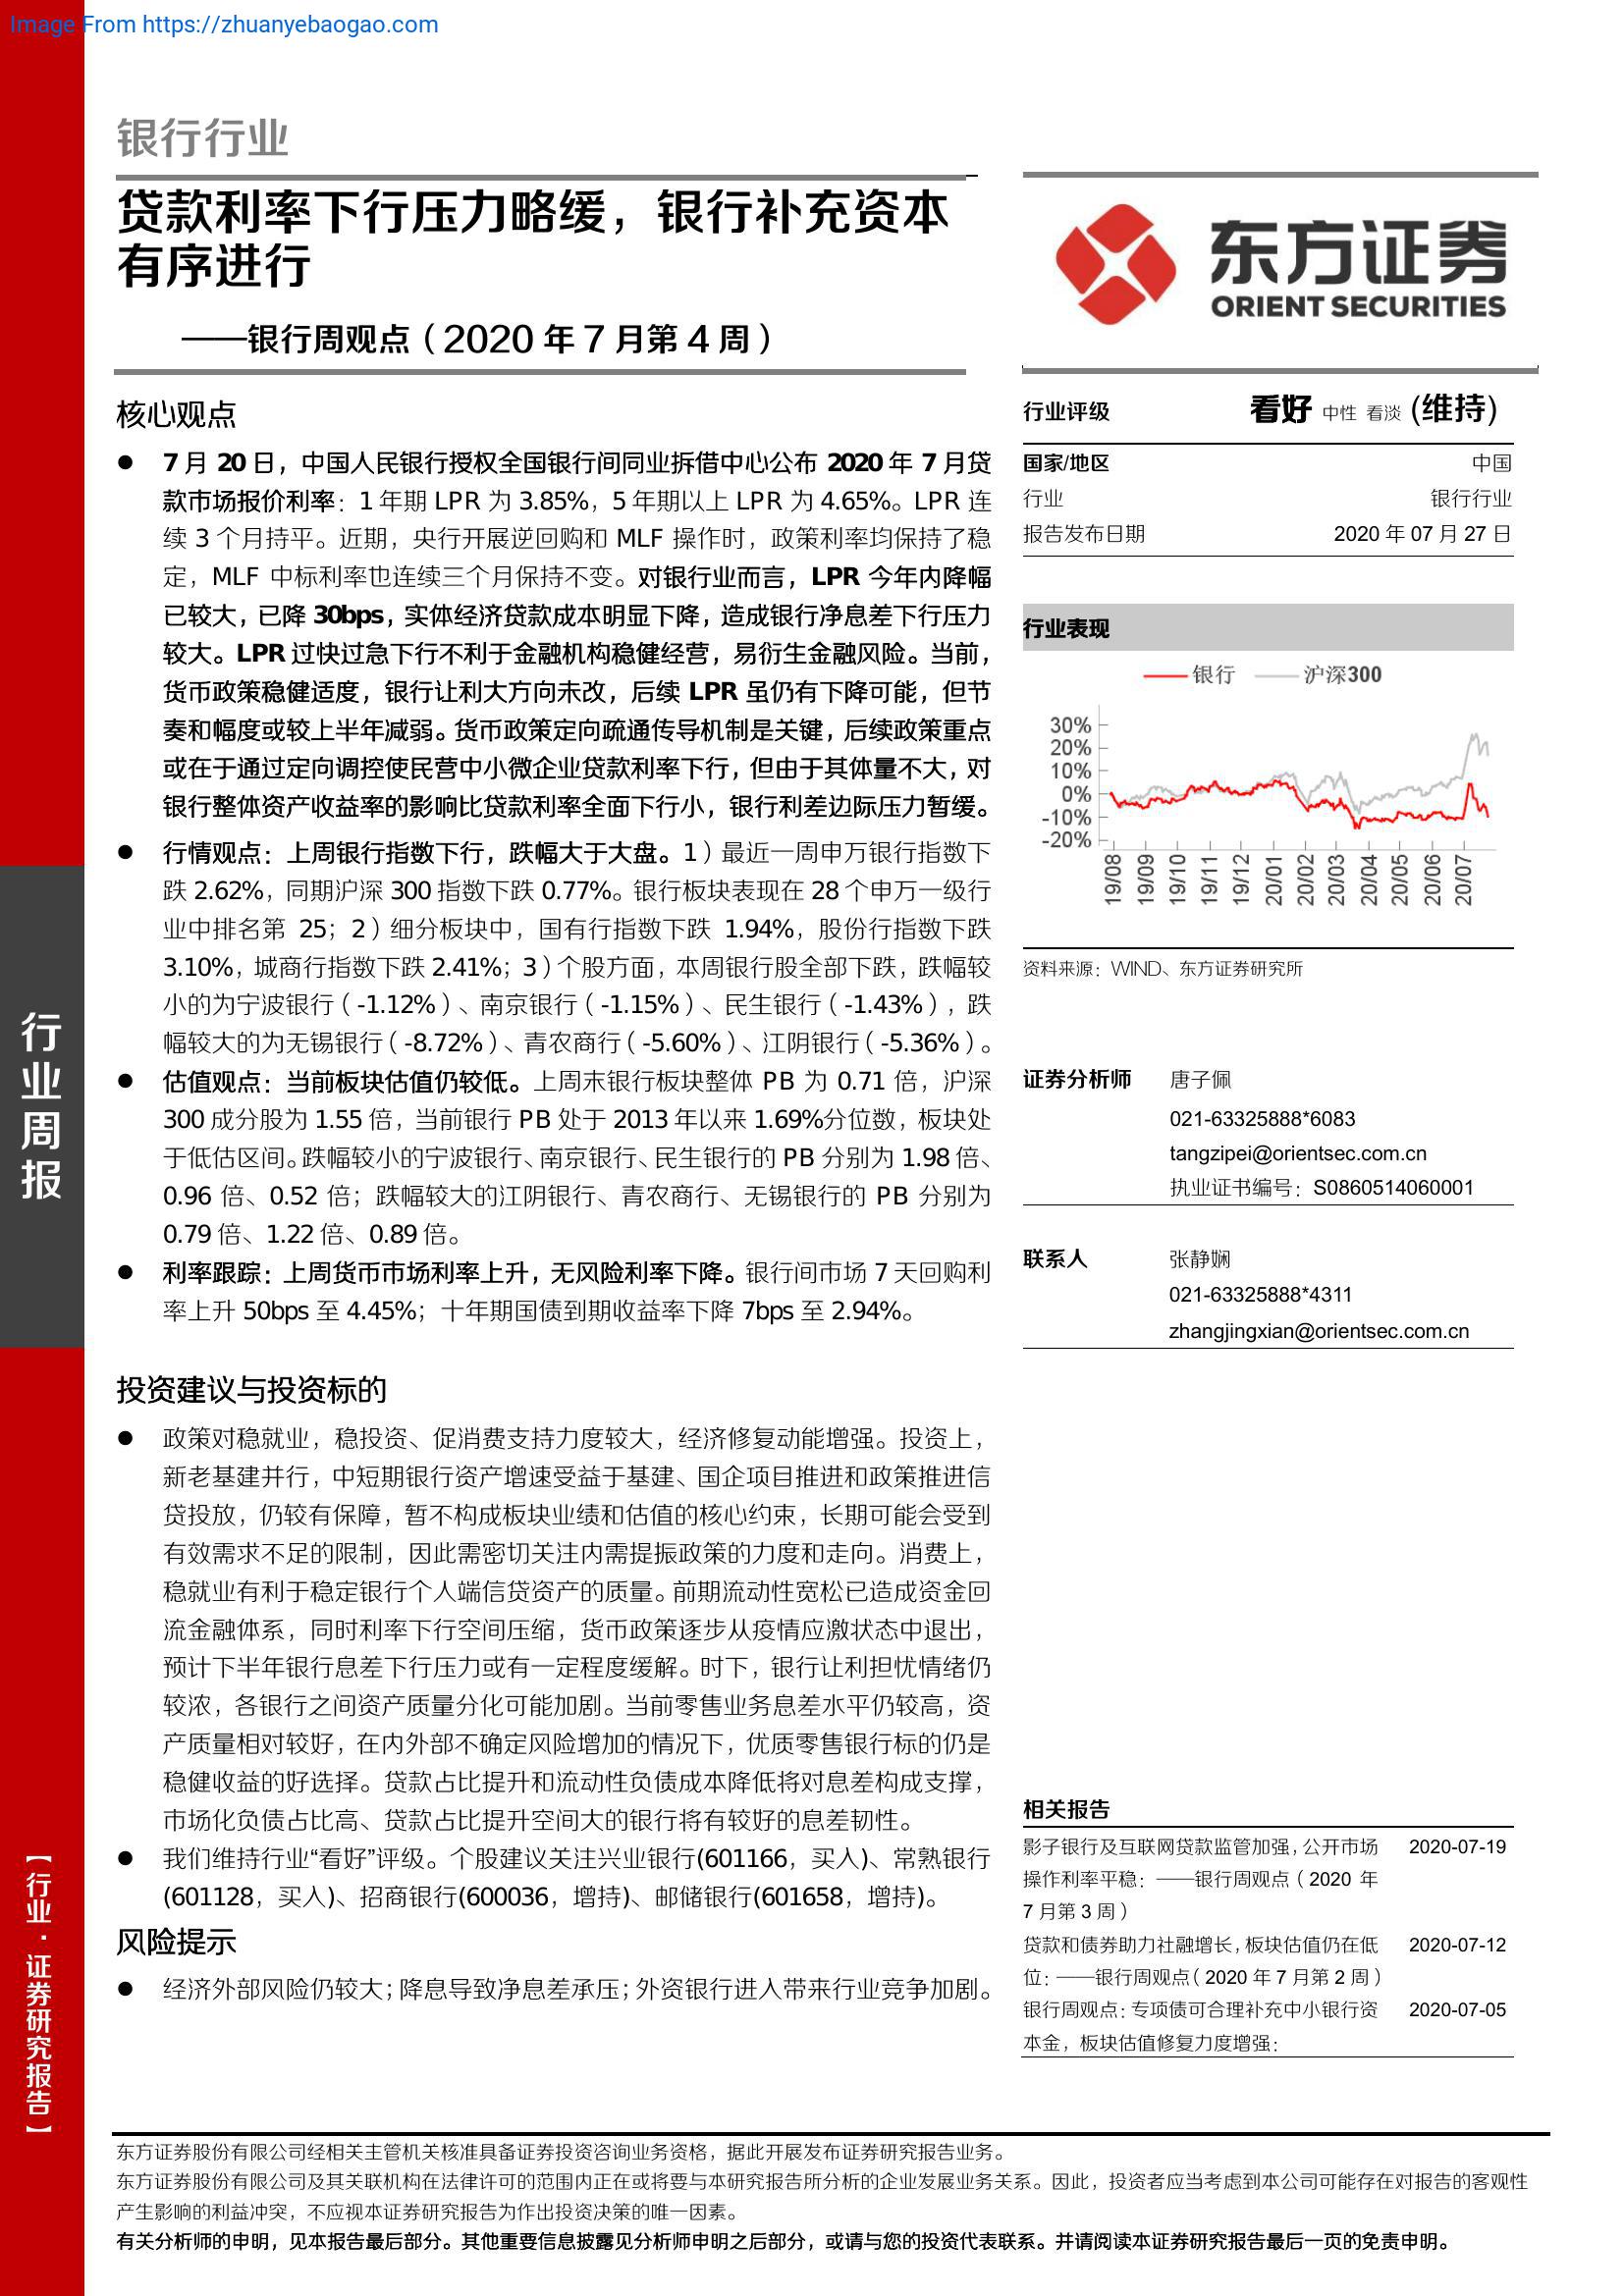 Image From https://zhuanyebaogao.com
银行行业
贷款利率下行压力略缓，银行补充资本
有序进行
——银行周观点（2020 年 7 月第 4 周）
核心观点
● 7 月 20 日，中国人民银行授权全国银行间同业拆借中心公布 2020 年 7 月贷
款市场报价利率：1 年期 LPR 为 3.85%，5 年期以上 LPR 为 4.65%。LPR 连
续 3 个月持平。近期，央行开展逆回购和 MLF 操作时，政策利率均保持了稳
定，MLF 中标利率也连续三个月保持不变。对银行业而言，LPR 今年内降幅
已较大，已降 30bps，实体经济贷款成本明显下降，造成银行净息差下行压力
较大。LPR 过快过急下行不利于金融机构稳健经营，易衍生金融风险。当前，
货币政策稳健适度，银行让利大方向未改，后续 LPR 虽仍有下降可能，但节
奏和幅度或较上半年减弱。货币政策定向疏通传导机制是关键，后续政策重点
或在于通过定向调控使民营中小微企业贷款利率下行，但由于其体量不大，对
银行整体资产收益率的影响比贷款利率全面下行小，银行利差边际压力暂缓。
● 行情观点：上周银行指数下行，跌幅大于大盘。1）最近一周申万银行指数下
跌 2.62%，同期沪深 300 指数下跌 0.77%。银行板块表现在 28 个申万一级行
业中排名第 25；2）细分板块中，国有行指数下跌 1.94%，股份行指数下跌
3.10%，城商行指数下跌 2.41%；3）个股方面，本周银行股全部下跌，跌幅较
小的为宁波银行（-1.12%）、南京银行（-1.15%）、民生银行（-1.43%），跌
幅较大的为无锡银行（-8.72%）、青农商行（-5.60%）、江阴银行（-5.36%）。
● 估值观点：当前板块估值仍较低。上周末银行板块整体 PB 为 0.71 倍，沪深
300 成分股为 1.55 倍，当前银行 PB 处于 2013 年以来 1.69%分位数，板块处
于低估区间。跌幅较小的宁波银行、南京银行、民生银行的 PB 分别为 1.98 倍、
0.96 倍、0.52 倍；跌幅较大的江阴银行、青农商行、无锡银行的 PB 分别为
0.79 倍、1.22 倍、0.89 倍。
● 利率跟踪：上周货币市场利率上升，无风险利率下降。银行间市场 7 天回购利
率上升 50bps 至 4.45%；十年期国债到期收益率下降 7bps 至 2.94%。
投资建议与投资标的
● 政策对稳就业，稳投资、促消费支持力度较大，经济修复动能增强。投资上，
新老基建并行，中短期银行资产增速受益于基建、国企项目推进和政策推进信
贷投放，仍较有保障，暂不构成板块业绩和估值的核心约束，长期可能会受到
有效需求不足的限制，因此需密切关注内需提振政策的力度和走向。消费上，
稳就业有利于稳定银行个人端信贷资产的质量。前期流动性宽松已造成资金回
流金融体系，同时利率下行空间压缩，货币政策逐步从疫情应激状态中退出，
预计下半年银行息差下行压力或有一定程度缓解。时下，银行让利担忧情绪仍
较浓，各银行之间资产质量分化可能加剧。当前零售业务息差水平仍较高，资
产质量相对较好，在内外部不确定风险增加的情况下，优质零售银行标的仍是
稳健收益的好选择。贷款占比提升和流动性负债成本降低将对息差构成支撑，
市场化负债占比高、贷款占比提升空间大的银行将有较好的息差韧性。
● 我们维持行业“看好”评级。个股建议关注兴业银行(601166，买入)、常熟银行
(601128，买入)、招商银行(600036，增持)、邮储银行(601658，增持)。
风险提示
● 经济外部风险仍较大；降息导致净息差承压；外资银行进入带来行业竞争加剧。
东方证券
ORIENT SECURITIES
行业评级 看好 中性 看淡 (维持)
国家/地区 中国
行业 银行行业
报告发布日期 2020 年 07 月 27 日
行业表现
银行 沪深300
30%
20%
10%
0%
-10%
-20%
19/08 19/09 19/10 19/11 19/12 20/01 20/02 20/03 20/04 20/05 20/06 20/07
资料来源：WIND、东方证券研究所
证券分析师 唐子佩
021-63325888*6083
tangzipei@orientsec.com.cn
执业证书编号：S0860514060001
联系人 张静娴
021-63325888*4311
zhangjingxian@orientsec.com.cn
相关报告
影子银行及互联网贷款监管加强，公开市场 2020-07-19
操作利率平稳：——银行周观点（2020 年
7 月第 3 周）
贷款和债券助力社融增长，板块估值仍在低 2020-07-12
位：——银行周观点（2020 年 7 月第 2 周）
银行周观点：专项债可合理补充中小银行资 2020-07-05
本金，板块估值修复力度增强：
行业周报
【行业·证券研究报告】
东方证券股份有限公司经相关主管机关核准具备证券投资咨询业务资格，据此开展发布证券研究报告业务。
东方证券股份有限公司及其关联机构在法律许可的范围内正在或将要与本研究报告所分析的企业发展业务关系。因此，投资者应当考虑到本公司可能存在对报告的客观性
产生影响的利益冲突，不应视本证券研究报告为作出投资决策的唯一因素。
有关分析师的申明，见本报告最后部分。其他重要信息披露见分析师申明之后部分，或请与您的投资代表联系。并请阅读本证券研究报告最后一页的免责申明。